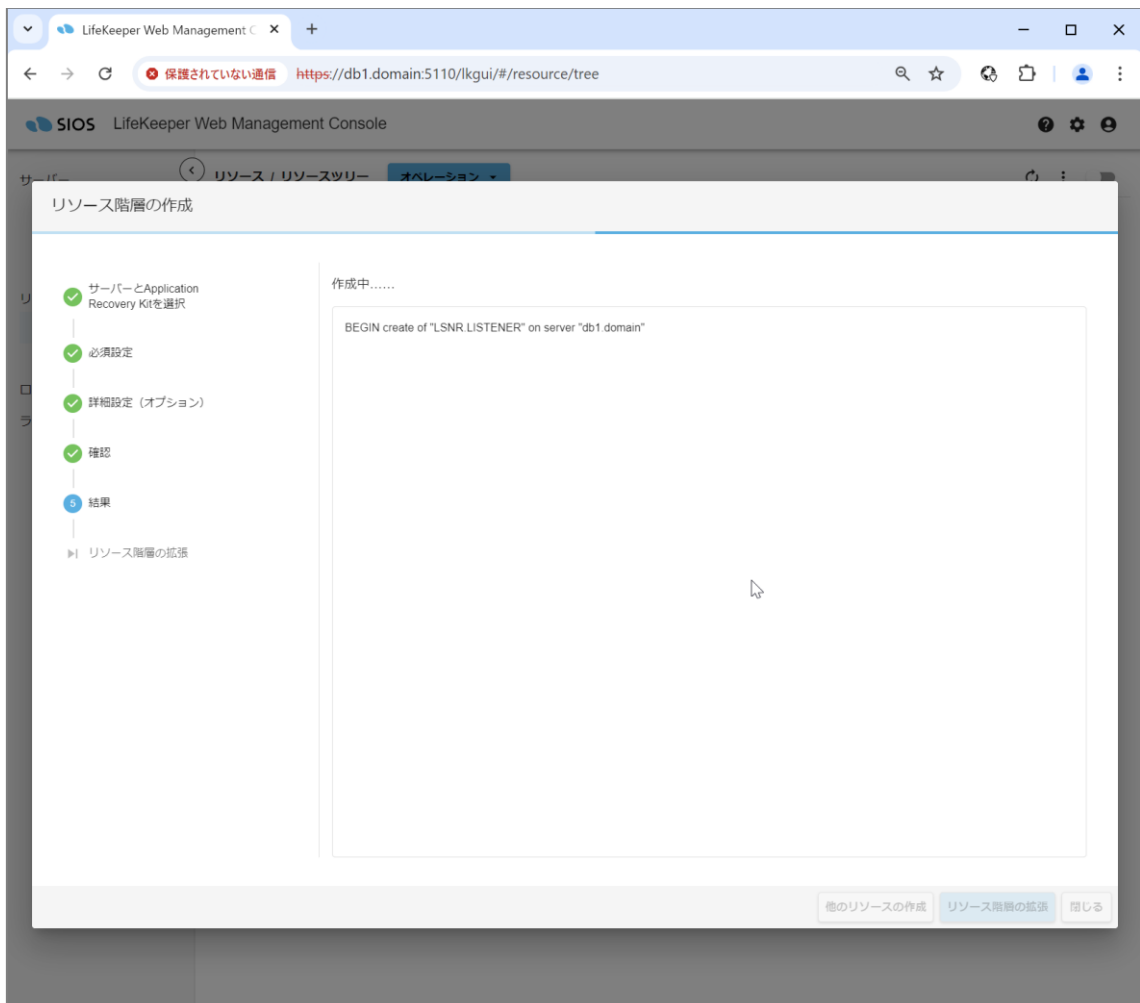 LifeKeeper Web Management C
保護されていない通信 https://db1.domain:5110/lkgui/#/resource/tree
SIOS LifeKeeper Web Management Console
サーバー
リソース / リソースツリー
オペレーション
リソース階層の作成
サーバーとApplication
Recovery Kitを選択
必須設定
詳細設定（オプション）
確認
5 結果
リソース階層の拡張
リ
ロ
ラ
作成中......
BEGIN create of "LSNR.LISTENER" on server "db1.domain"
他のリソースの作成
リソース階層の拡張
閉じる